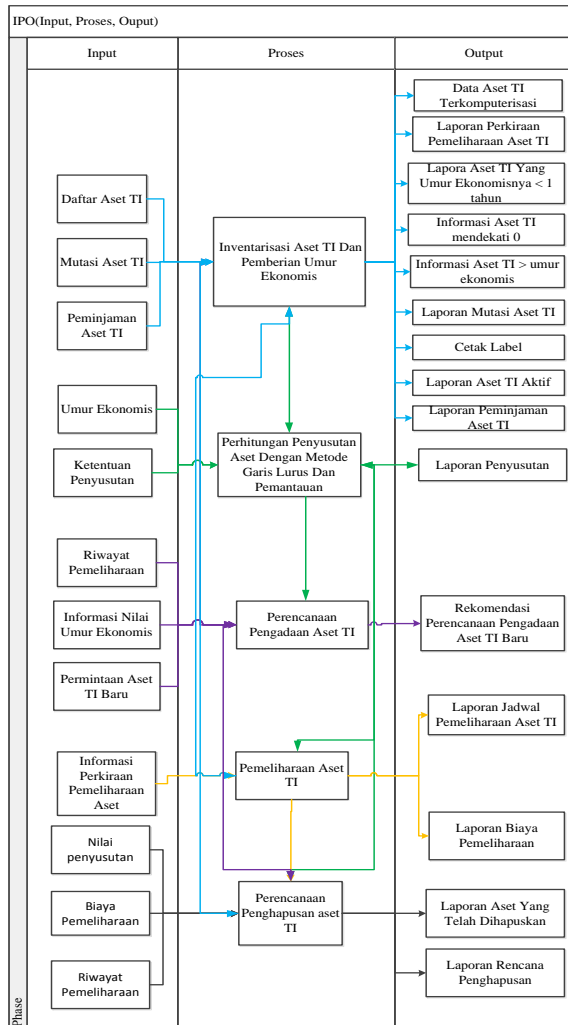 IPO(Input, Proses, Ouput)
Input
Proses
Output
Phase
Daftar Aset TI
Mutasi Aset TI
Peminjaman
Aset TI
Umur Ekonomis
Ketentuan
Penyusutan
Riwayat
Pemeliharaan
Informasi Nilai
Umur Ekonomis
Permintaan Aset
TI Baru
Informasi
Perkiraan
Pemeliharaan
Aset
Nilai
penyusutan
Biaya
Pemeliharaan
Riwayat
Pemeliharaan
Inventarisasi Aset TI Dan
Pemberian Umur
Ekonomis
Perhitungan Penyusutan
Aset Dengan Metode
Garis Lurus Dan
Pemantauan
Perencanaan
Pengadaan Aset TI
Pemeliharaan Aset
TI
Perencanaan
Penghapusan aset
TI
Data Aset TI
Terkomputerisasi
Laporan Perkiraan
Pemeliharaan Aset TI
Lapora Aset TI Yang
Umur Ekonomisnya < 1
tahun
Informasi Aset TI
mendekati 0
Informasi Aset TI > umur
ekonomis
Laporan Mutasi Aset TI
Cetak Label
Laporan Aset TI Aktif
Laporan Peminjaman
Aset TI
Laporan Penyusutan
Rekomendasi
Perencanaan Pengadaan
Aset TI Baru
Laporan Jadwal
Pemeliharaan Aset TI
Laporan Biaya
Pemeliharaan
Laporan Aset Yang
Telah Dihapuskan
Laporan Rencana
Penghapusan